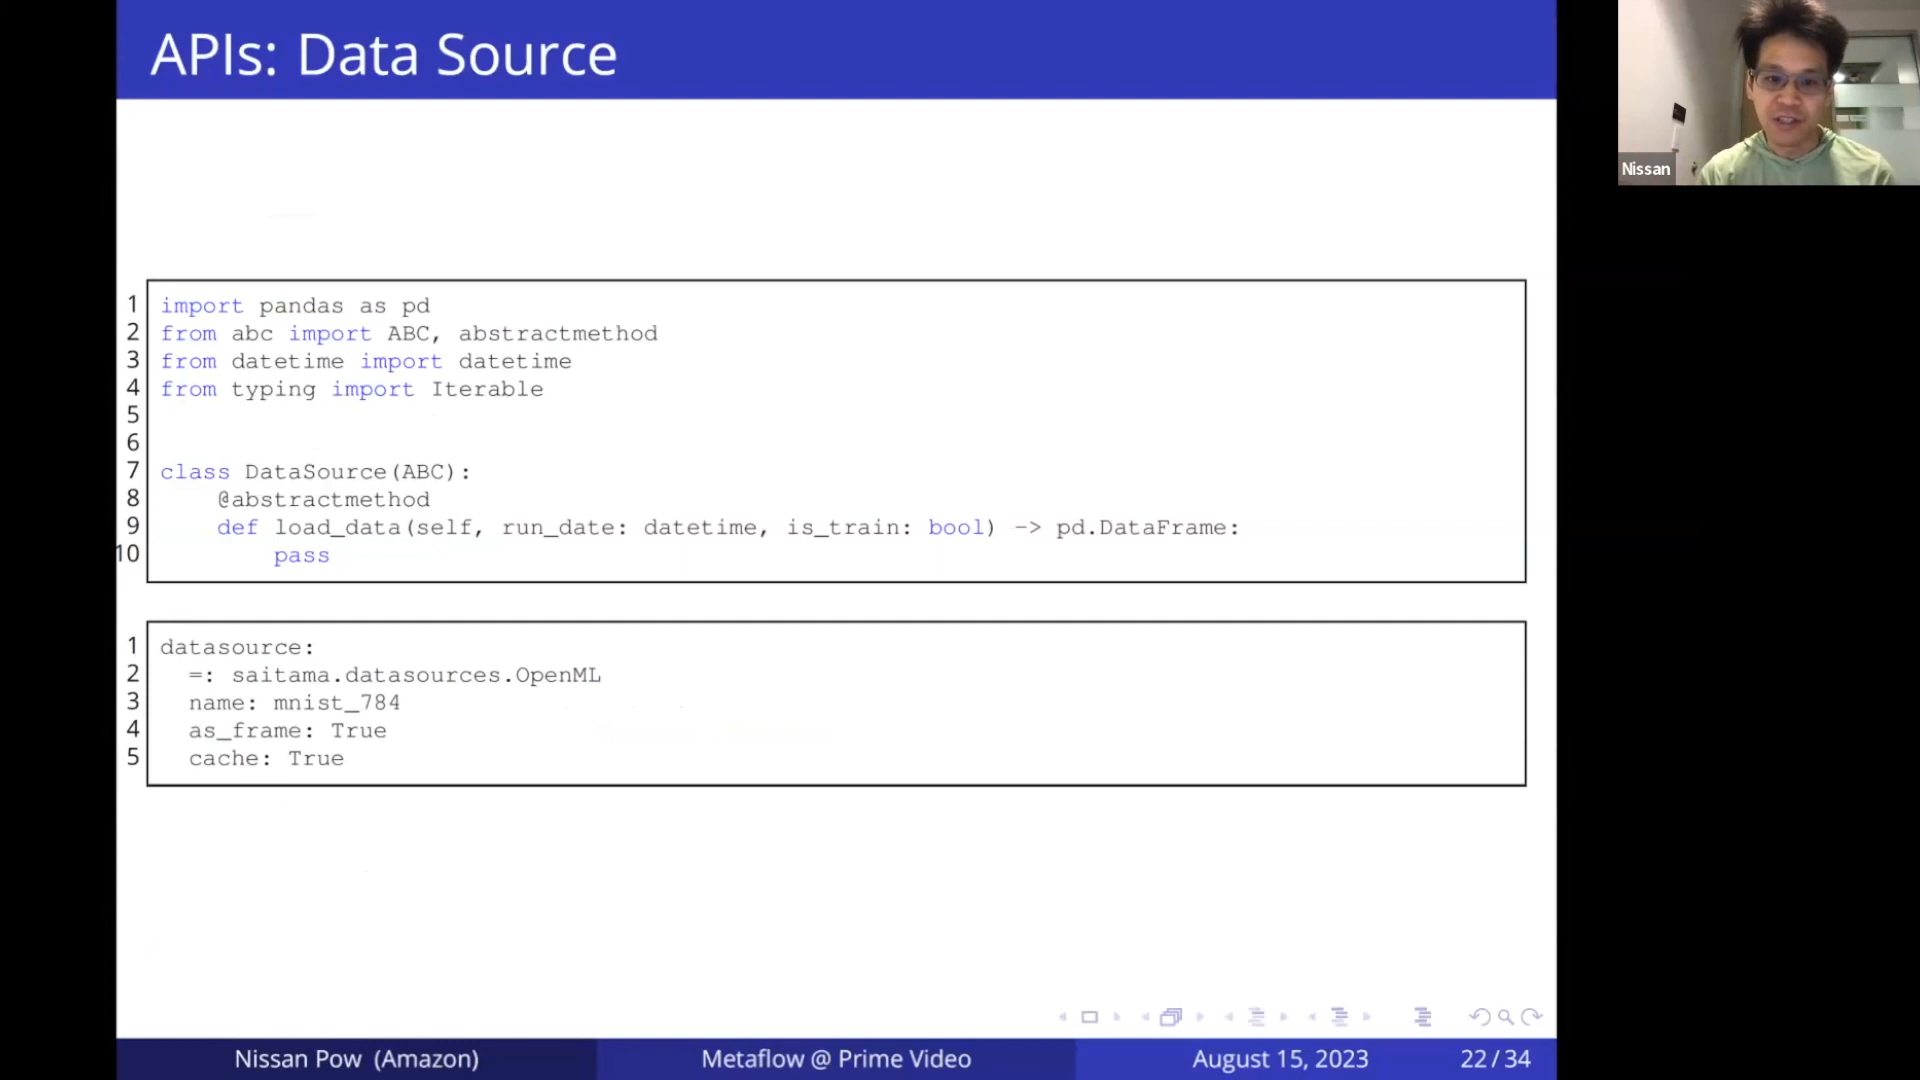 APIs: Data Source
Nissan
1 import pandas as pd
2 from abc import ABC, abstractmethod
3 from datetime import datetime
4 from typing import Iterable
5
6
7 class DataSource(ABC):
8     @abstractmethod
9     def load_data(self, run_date: datetime, is_train: bool) -> pd.DataFrame:
10         pass
1 datasource:
2   =: saitama.datasources.OpenML
3   name: mnist_784
4   as_frame: True
5   cache: True
Nissan Pow (Amazon) Metaflow @ Prime Video August 15, 2023 22 / 34